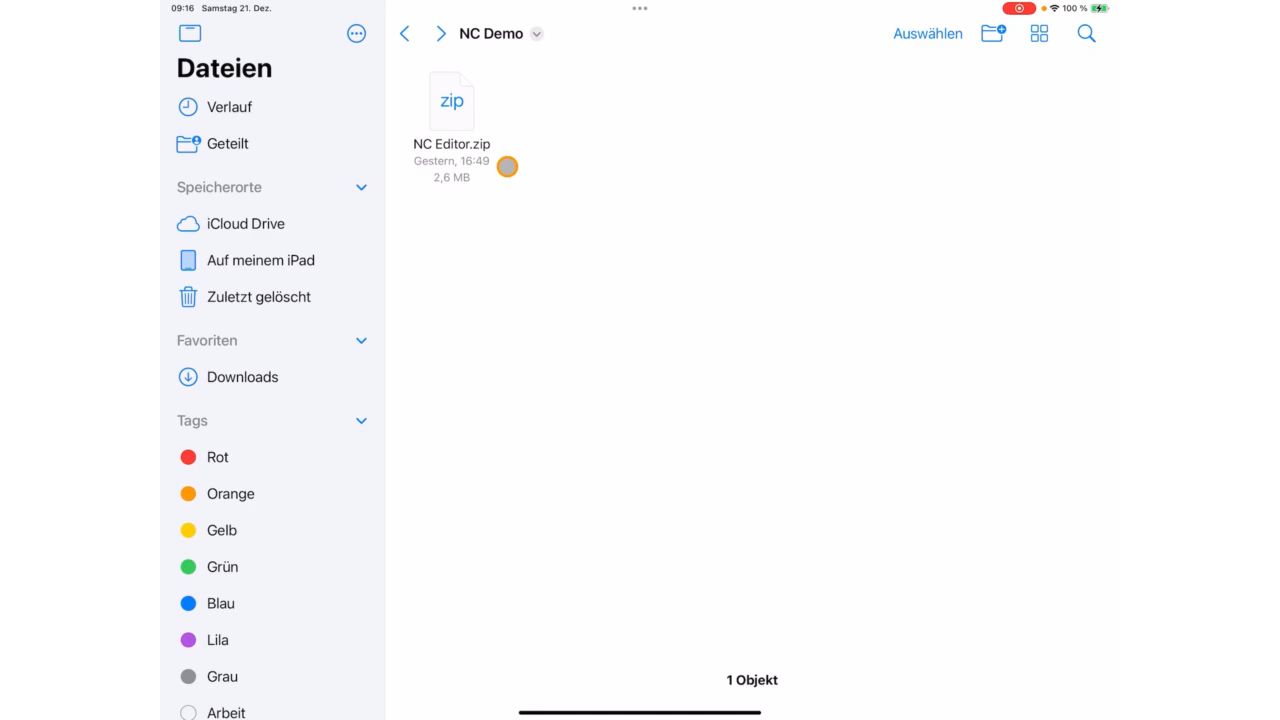 09:16 Samstag 21. Dez.
100 %
Dateien
Verlauf
Geteilt
Speicherorte
iCloud Drive
Auf meinem iPad
Zuletzt gelöscht
Favoriten
Downloads
Tags
Rot
Orange
Gelb
Grün
Blau
Lila
Grau
Arbeit
NC Demo
Auswählen
zip
NC Editor.zip
Gestern, 16:49
2,6 MB
1 Objekt